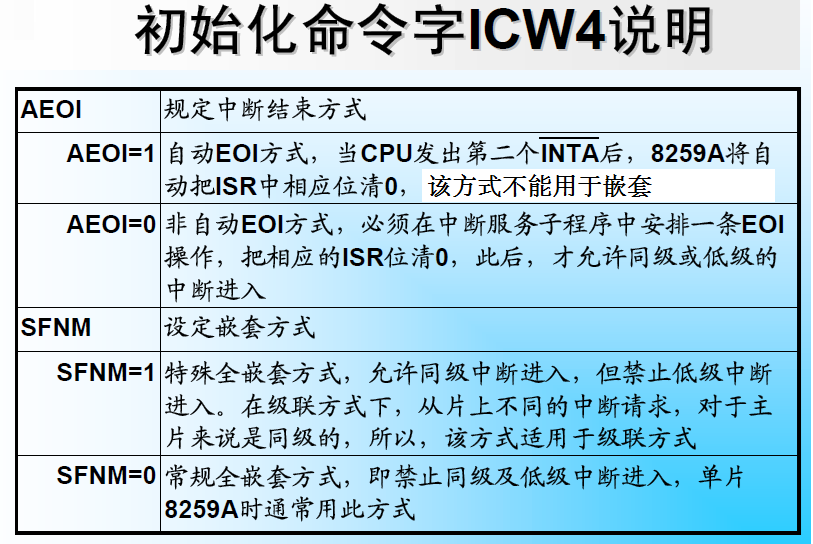 初始化命令字ICW4说明
AEOI 规定中断结束方式
AEOI=1 自动EOI方式，当CPU发出第二个INTA后，8259A将自
动把ISR中相应位清0，该方式不能用于嵌套
AEOI=0 非自动EOI方式，必须在中断服务子程序中安排一条EOI
操作，把相应的ISR位清0，此后，才允许同级或低级的
中断进入
SFNM 设定嵌套方式
SFNM=1 特殊全嵌套方式，允许同级中断进入，但禁止低级中断
进入。在级联方式下，从片上不同的中断请求，对于主
片来说是同级的，所以，该方式适用于级联方式
SFNM=0 常规全嵌套方式，即禁止同级及低级中断进入，单片
8259A时通常用此方式